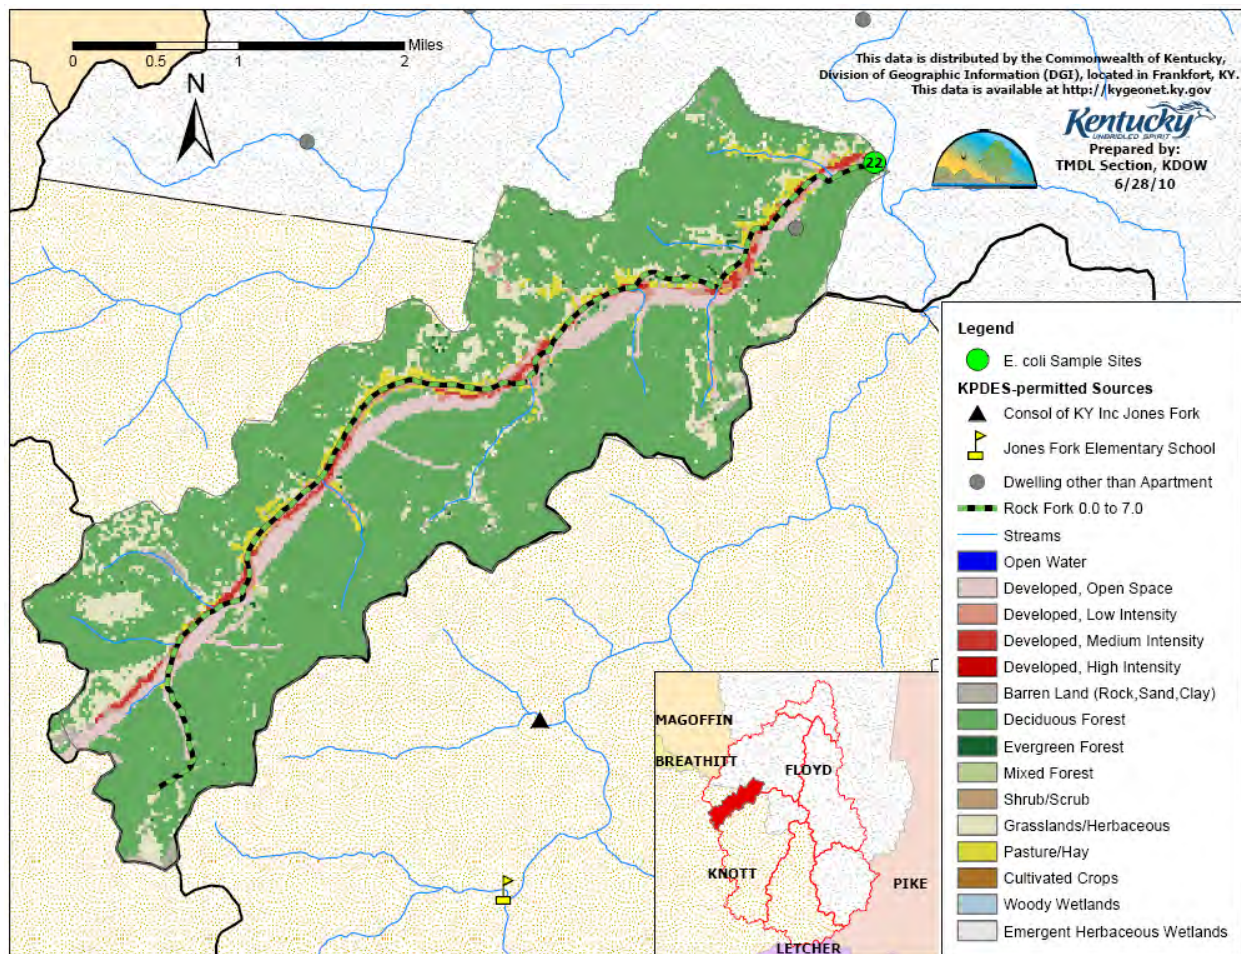 Miles
0 0.5 1 2
N
This data is distributed by the Commonwealth of Kentucky,
Division of Geographic Information (DGI), located in Frankfort, KY.
This data is available at http://kygeonet.ky.gov
Kentucky
UNBRIDLED SPIRIT
Prepared by:
TMDL Section, KDOW
6/28/10
22
Legend
E. coli Sample Sites
KPDES-permitted Sources
Consol of KY Inc Jones Fork
Jones Fork Elementary School
Dwelling other than Apartment
Rock Fork 0.0 to 7.0
Streams
Open Water
Developed, Open Space
Developed, Low Intensity
Developed, Medium Intensity
Developed, High Intensity
Barren Land (Rock,Sand,Clay)
Deciduous Forest
Evergreen Forest
Mixed Forest
Shrub/Scrub
Grasslands/Herbaceous
Pasture/Hay
Cultivated Crops
Woody Wetlands
Emergent Herbaceous Wetlands
MAGOFFIN
BREATHITT
FLOYD
KNOTT
PIKE
LETCHER